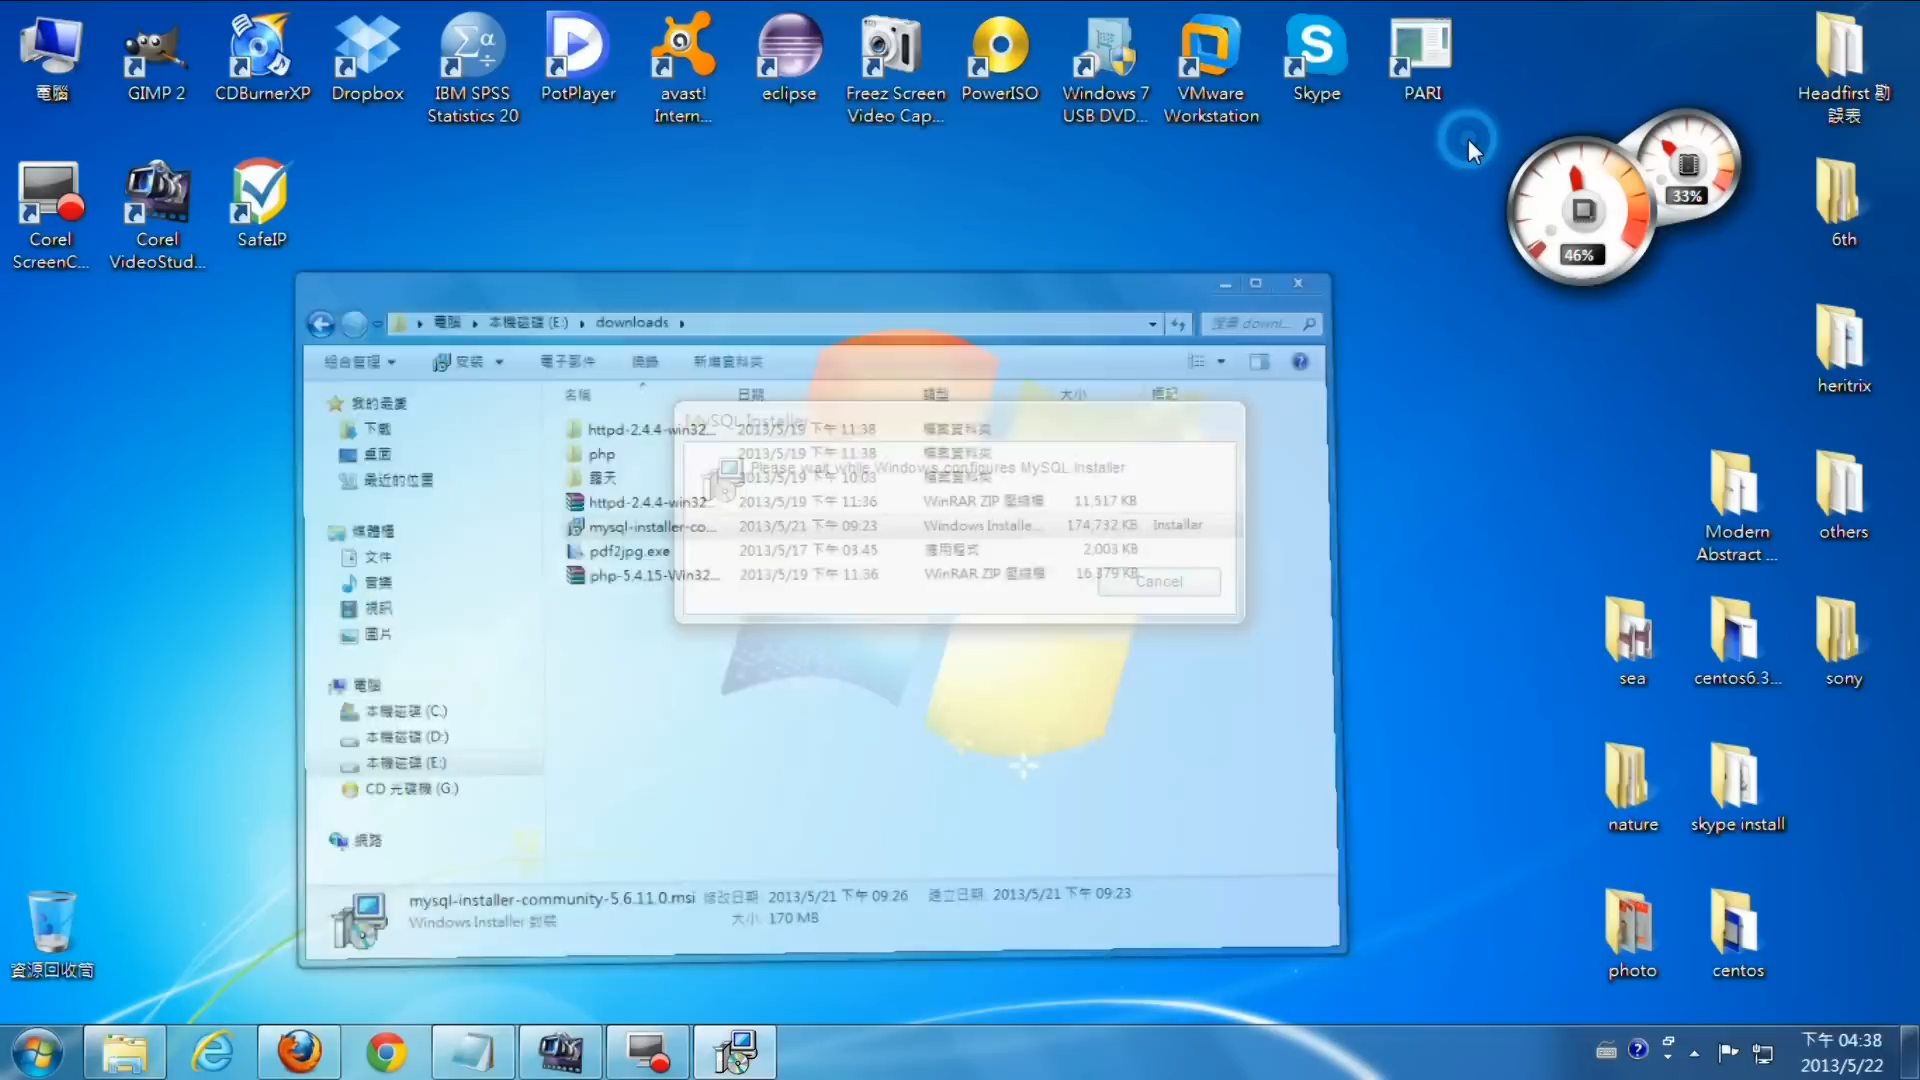 電腦
GIMP 2
CDBurnerXP
Dropbox
IBM SPSS
Statistics 20
PotPlayer
avast!
Intern...
eclipse
Freez Screen
Video Cap...
PowerISO
Windows 7
USB DVD...
VMware
Workstation
Skype
PARI
Headfirst 勘
誤表
Corel
ScreenC...
Corel
VideoStud...
SafeIP
33%
46%
6th
heritrix
Modern
Abstract ...
others
sea
centos6.3...
sony
nature
skype install
photo
centos
資源回收筒
電腦 本機磁碟 (E:) downloads
搜尋 downl...
組合管理 安裝 電子郵件 燒錄 新增資料夾
名稱 日期 類型 大小 標記
我的最愛
下載
桌面
最近的位置
媒體櫃
文件
音樂
視訊
圖片
電腦
本機磁碟 (C:)
本機磁碟 (D:)
本機磁碟 (E:)
CD 光碟機 (G:)
網路
httpd-2.4.4-win32... 2013/5/19 下午 11:38 檔案資料夾
php 2013/5/19 下午 11:38 檔案資料夾
露天 2013/5/19 下午 10:03 檔案資料夾
httpd-2.4.4-win32... 2013/5/19 下午 11:36 WinRAR ZIP 壓縮檔 11,517 KB
mysql-installer-co... 2013/5/21 下午 09:23 Windows Installe... 174,732 KB Installer
pdf2jpg.exe 2013/5/17 下午 03:45 應用程式 2,003 KB
php-5.4.15-Win32... 2013/5/19 下午 11:36 WinRAR ZIP 壓縮檔 16,379 KB
MySQL Installer
Please wait while Windows configures MySQL Installer
Cancel
mysql-installer-community-5.6.11.0.msi 修改日期: 2013/5/21 下午 09:26 建立日期: 2013/5/21 下午 09:23
Windows Installer 封裝 大小: 170 MB
下午 04:38
2013/5/22